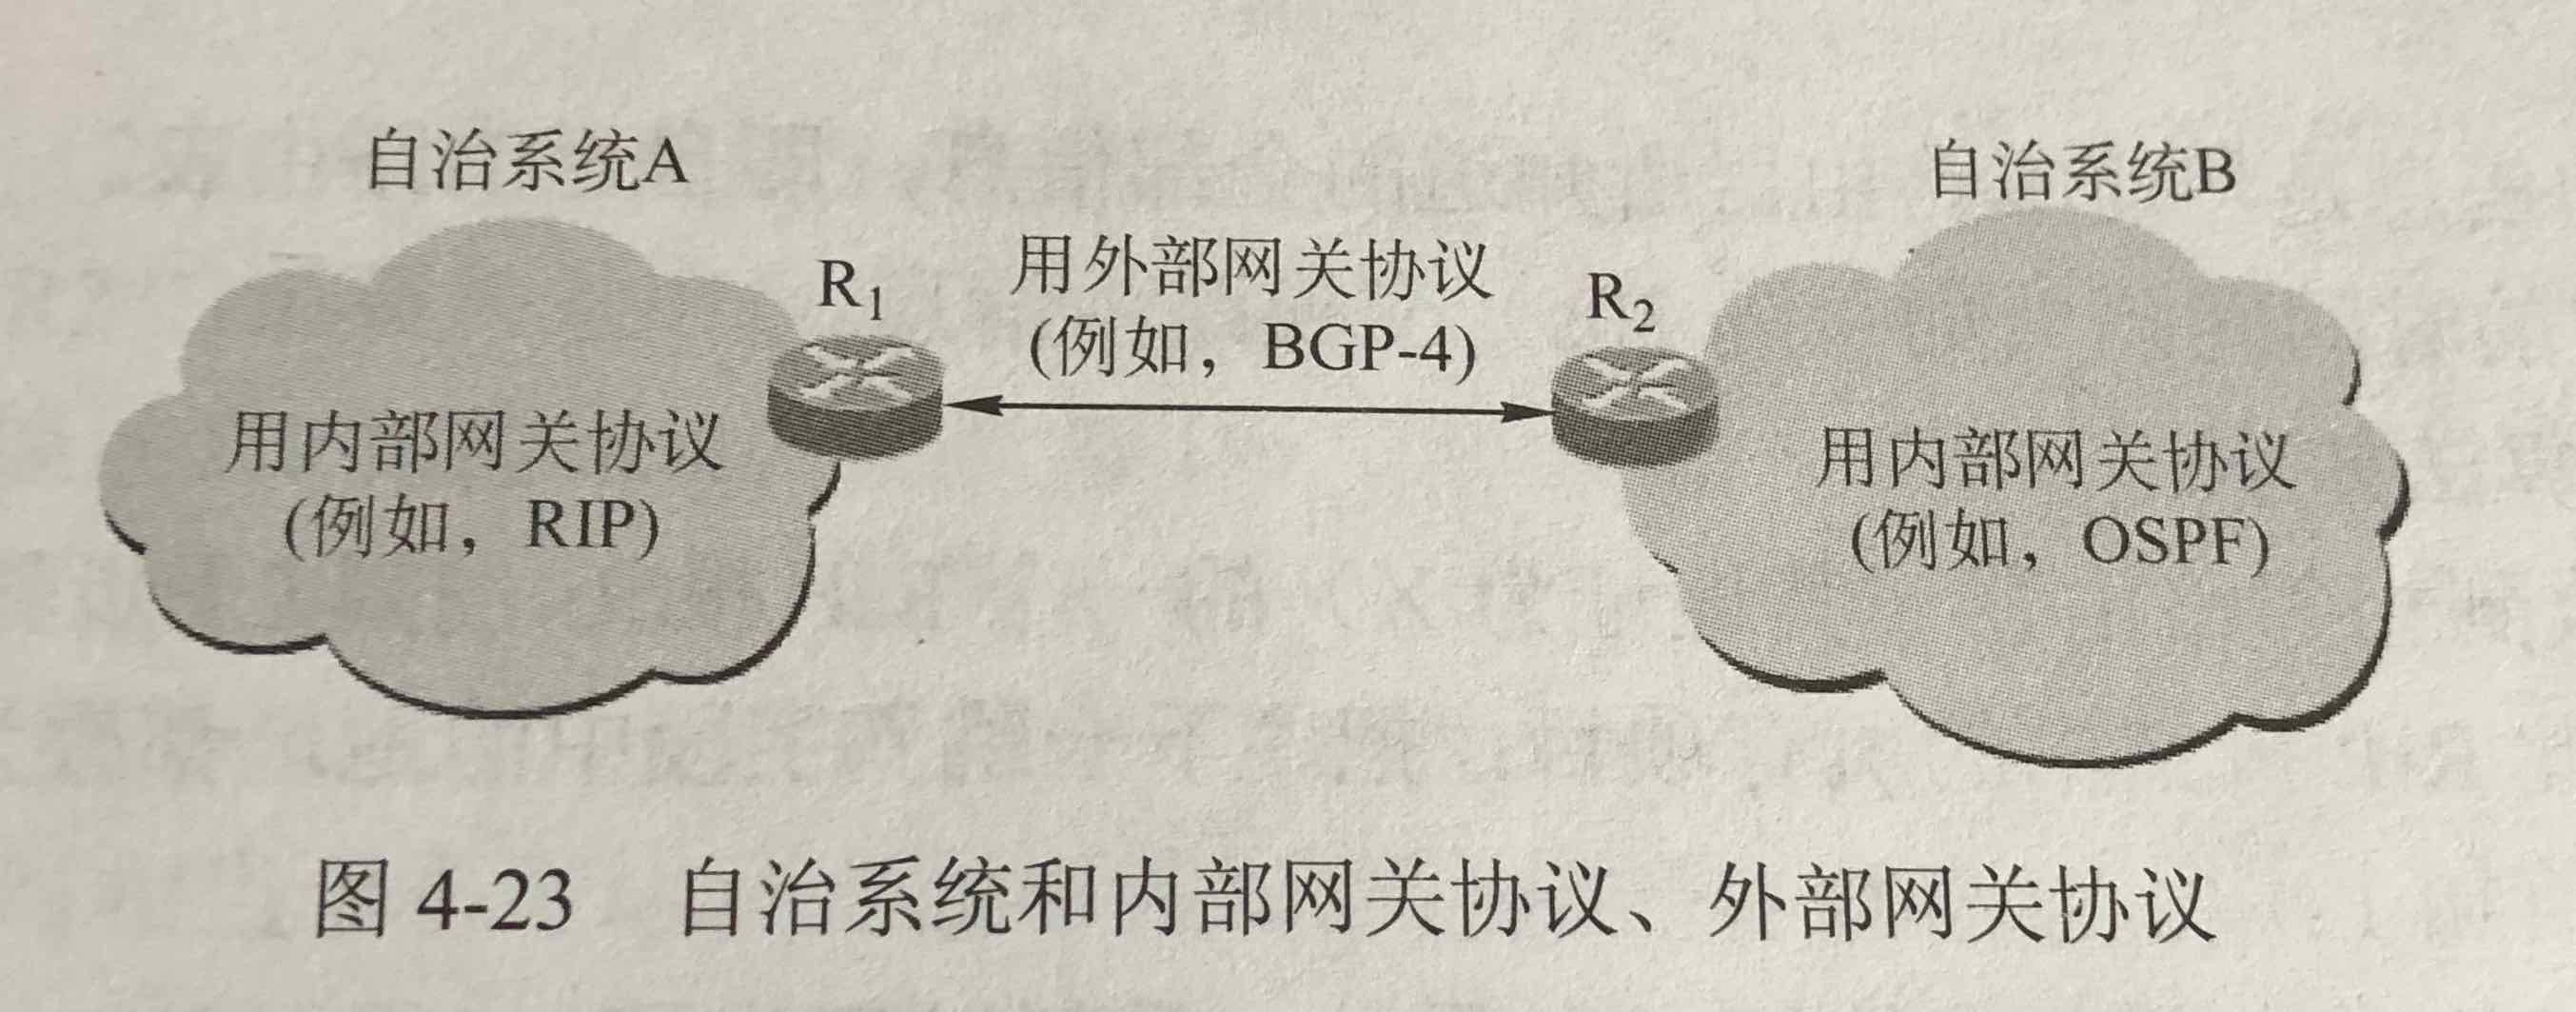 自治系统A
自治系统B
R1
用外部网关协议
(例如，BGP-4)
R2
用内部网关协议
(例如，RIP)
用内部网关协议
(例如，OSPF)
图 4-23 自治系统和内部网关协议、外部网关协议